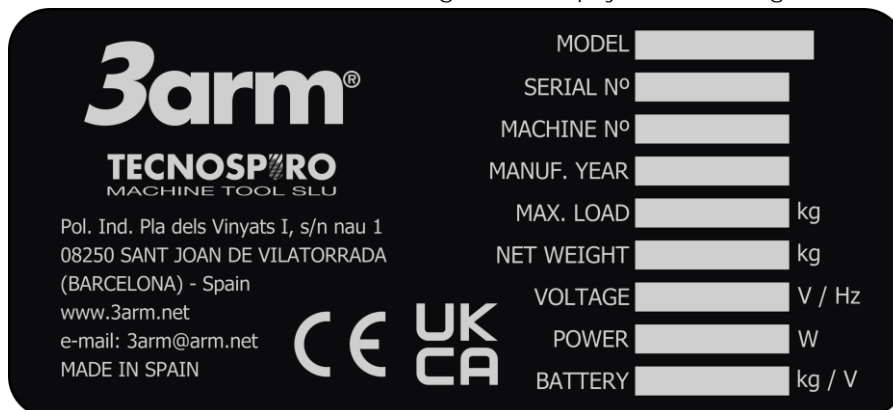 3arm®
TECNOSPIRO
MACHINE TOOL SLU
Pol. Ind. Pla dels Vinyats I, s/n nau 1
08250 SANT JOAN DE VILATORRADA
(BARCELONA) - Spain
www.3arm.net
e-mail: 3arm@arm.net
MADE IN SPAIN
CE
UK
CA
MODEL
SERIAL Nº
MACHINE Nº
MANUF. YEAR
MAX. LOAD kg
NET WEIGHT kg
VOLTAGE V / Hz
POWER W
BATTERY kg / V